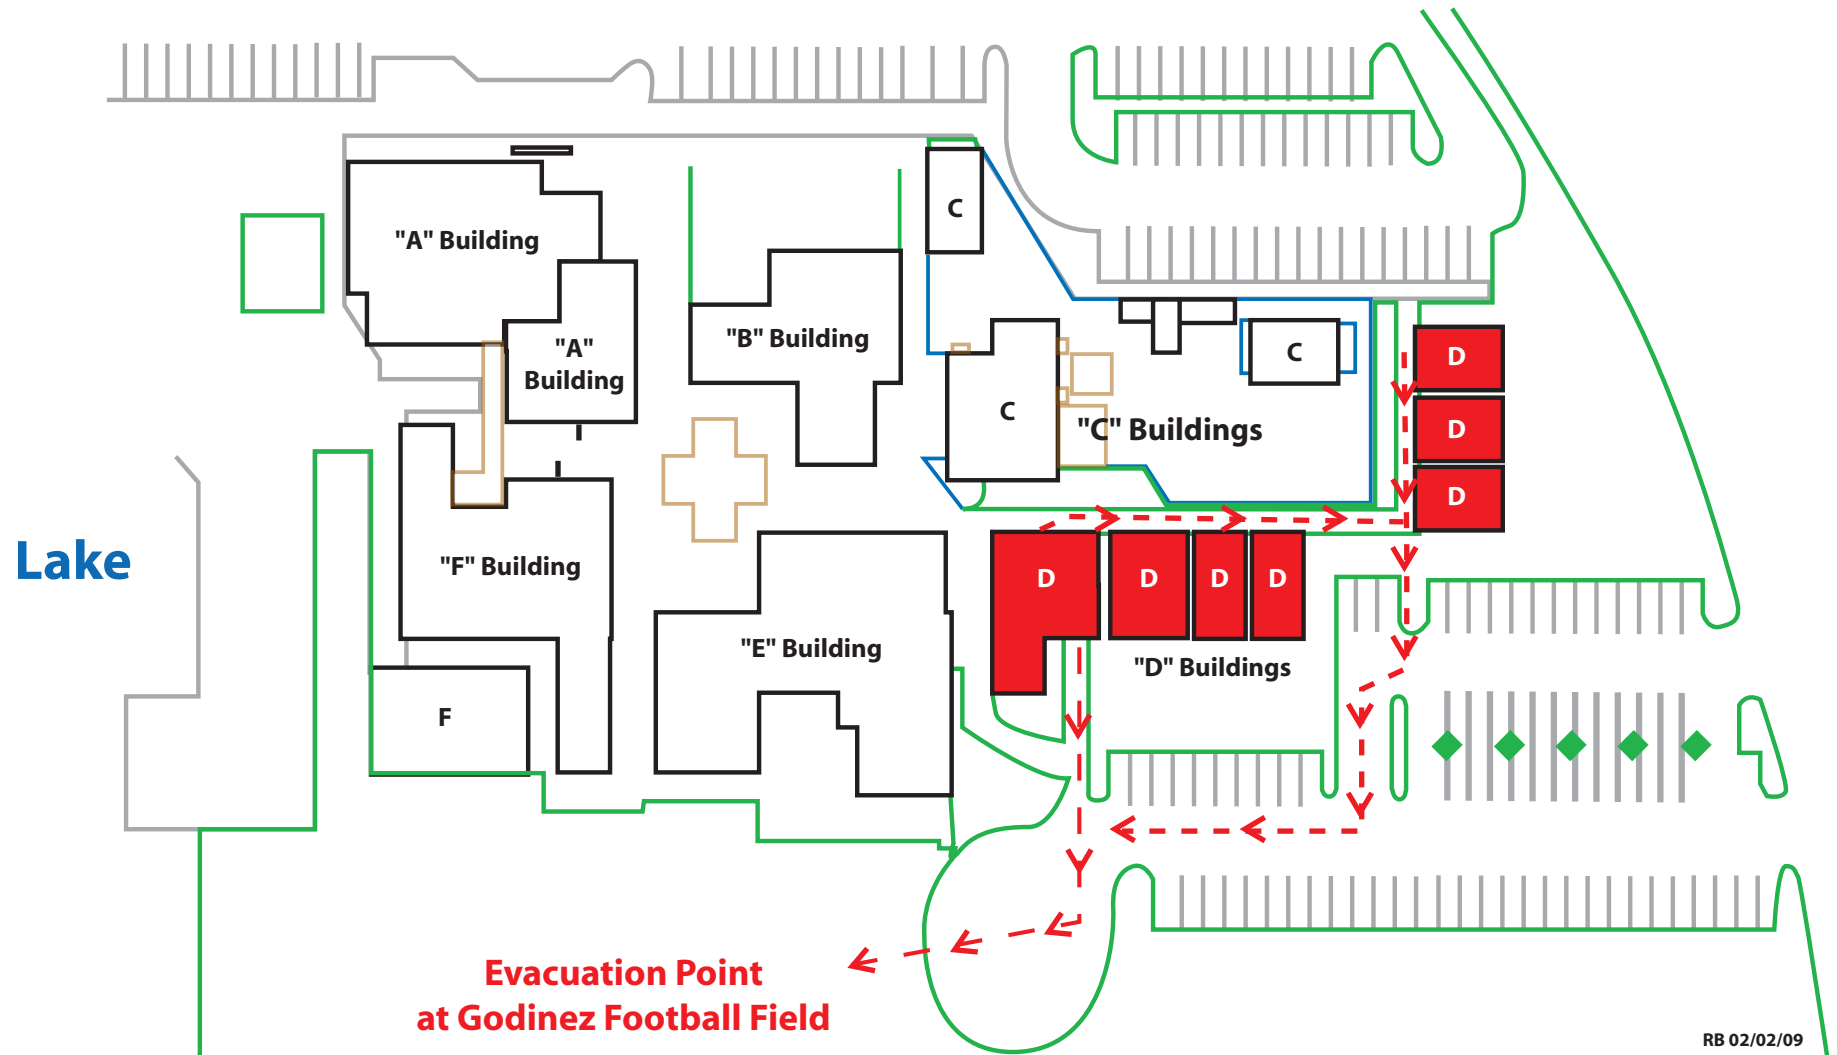 C
"A" Building
"B" Building
"A"
Building
C
D
C
"C" Buildings
D
D
Lake
"F" Building
D
D
D
D
"E" Building
"D" Buildings
F
Evacuation Point
at Godinez Football Field
RB 02/02/09